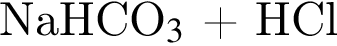 NaHCO₃ + HCl